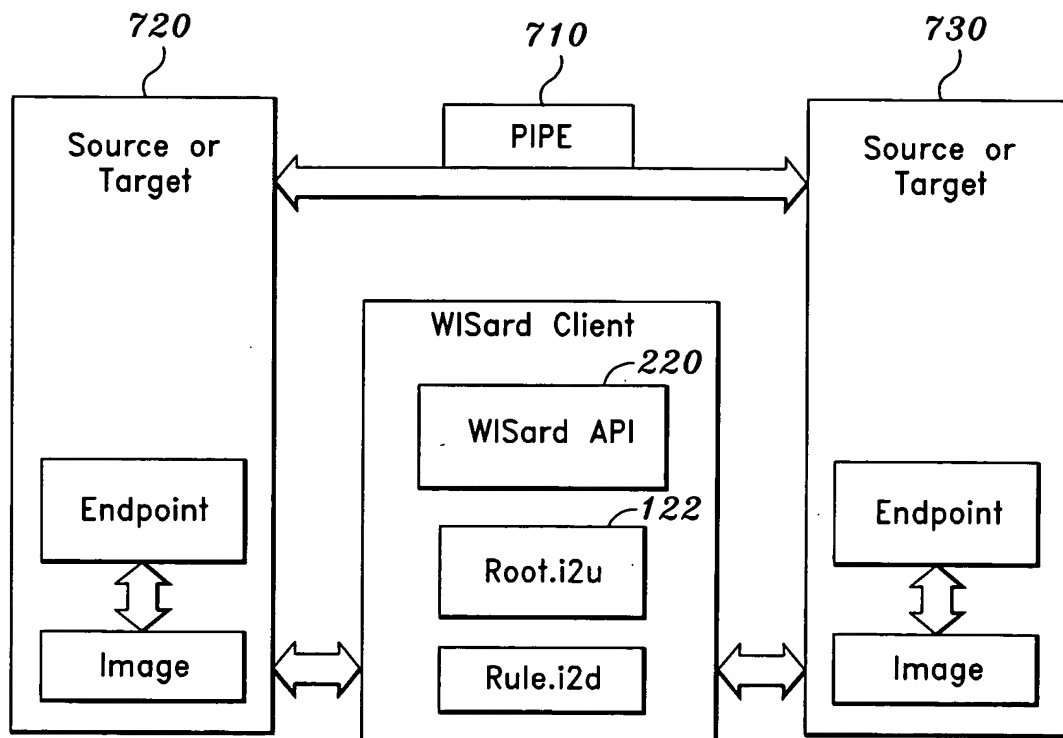 720
710
730
Source or
Target
PIPE
Source or
Target
WISard Client
220
WISard API
122
Endpoint
Root.i2u
Endpoint
Image
Rule.i2d
Image